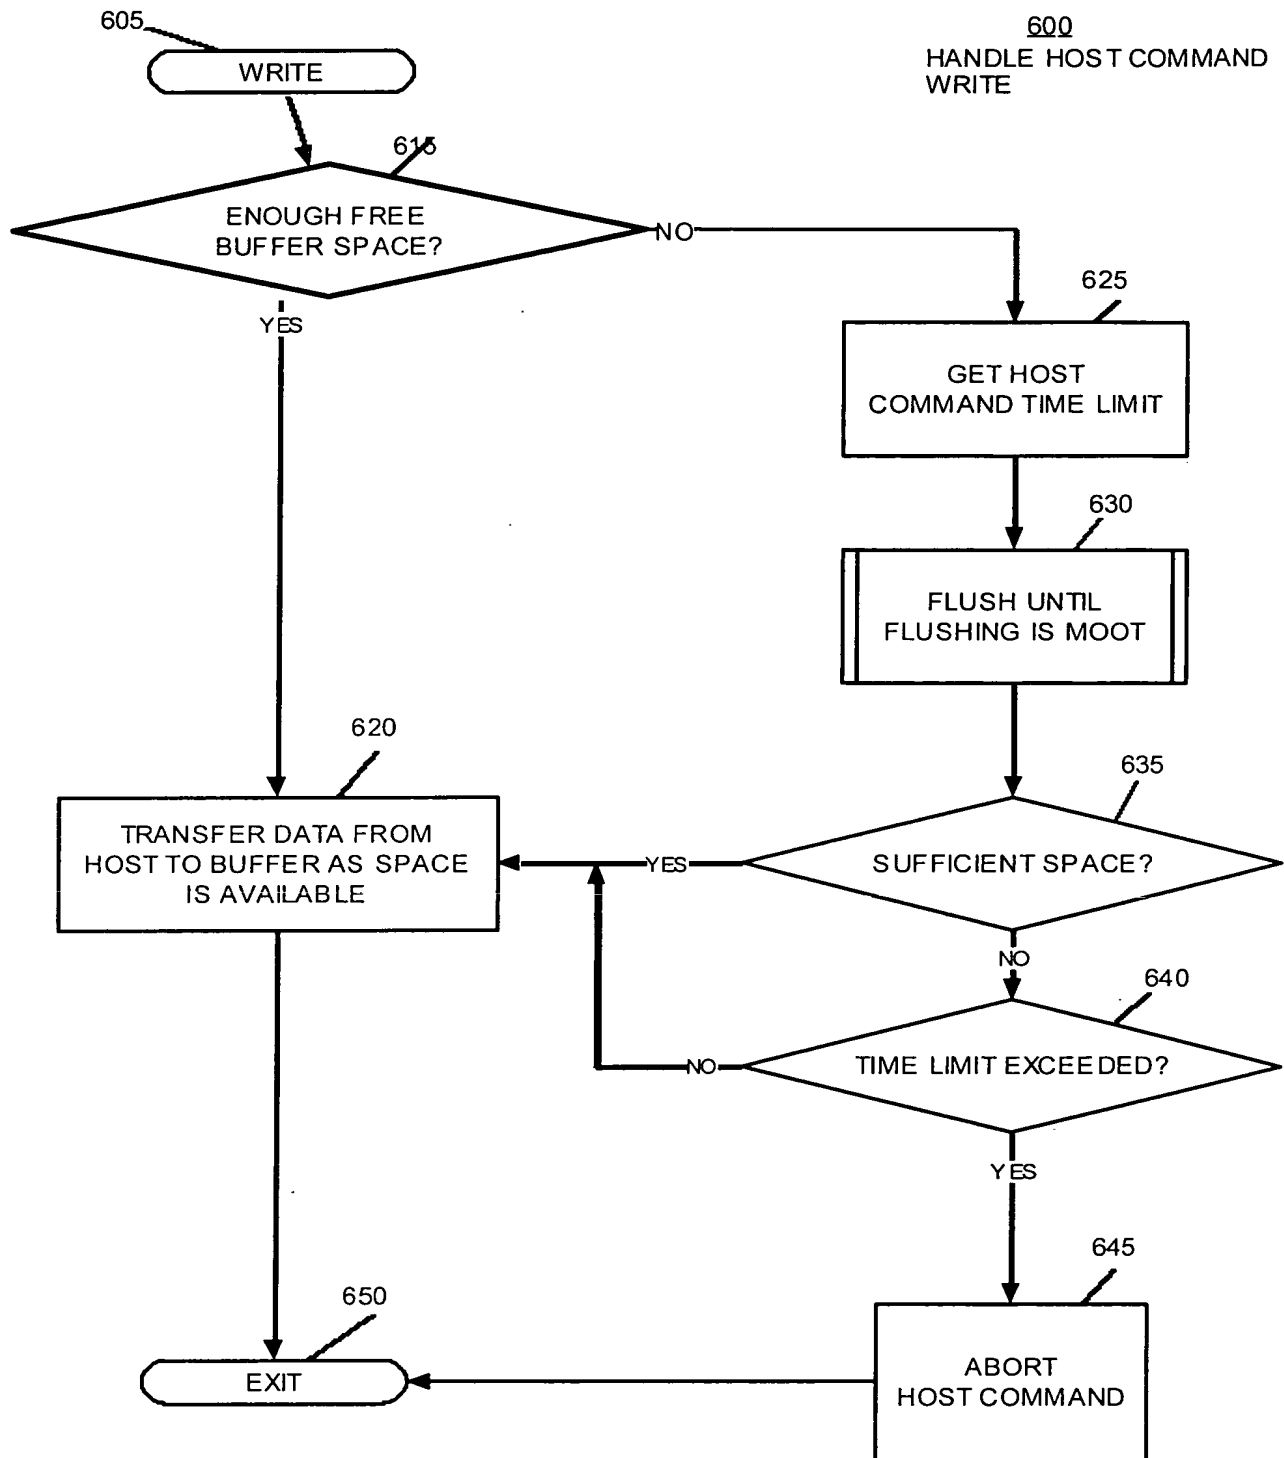 605
WRITE
600
HANDLE HOST COMMAND
WRITE
615
ENOUGH FREE
BUFFER SPACE?
NO
YES
625
GET HOST
COMMAND TIME LIMIT
630
FLUSH UNTIL
FLUSHING IS MOOT
620
TRANSFER DATA FROM
HOST TO BUFFER AS SPACE
IS AVAILABLE
635
YES
SUFFICIENT SPACE?
NO
640
NO
TIME LIMIT EXCEEDED?
YES
645
650
EXIT
ABORT
HOST COMMAND